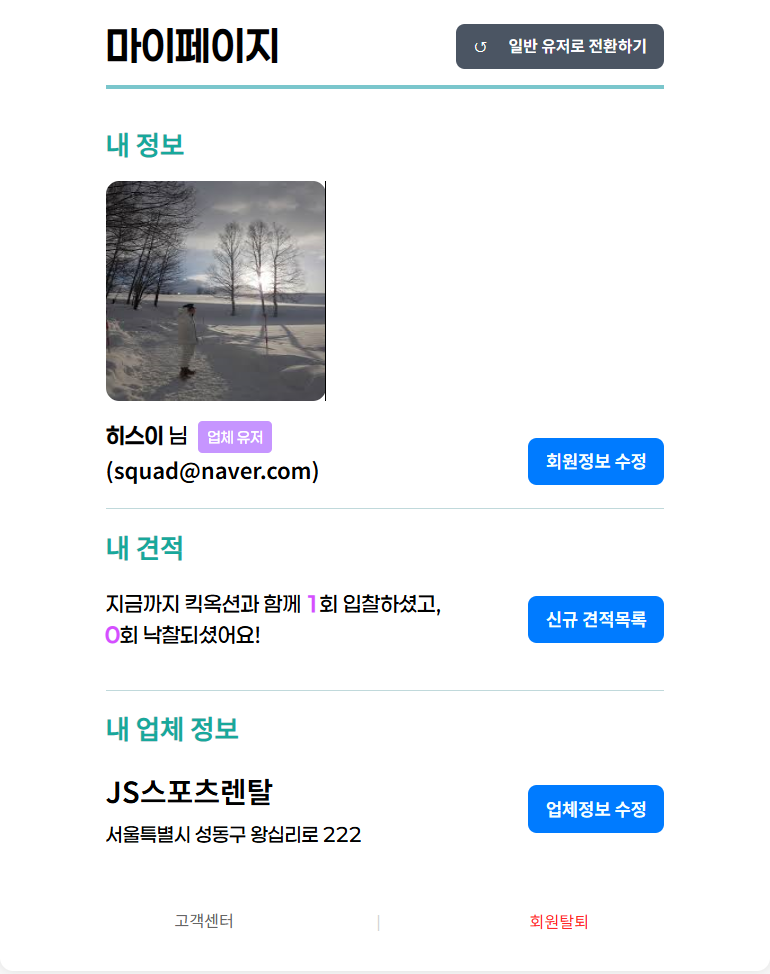 마이페이지
↺ 일반 유저로 전환하기
내 정보
히스이 님 업체 유저
(squad@naver.com)
회원정보 수정
내 견적
지금까지 킥옥션과 함께 1회 입찰하셨고,
0회 낙찰되셨어요!
신규 견적목록
내 업체 정보
JS스포츠렌탈
서울특별시 성동구 왕십리로 222
업체정보 수정
고객센터 | 회원탈퇴